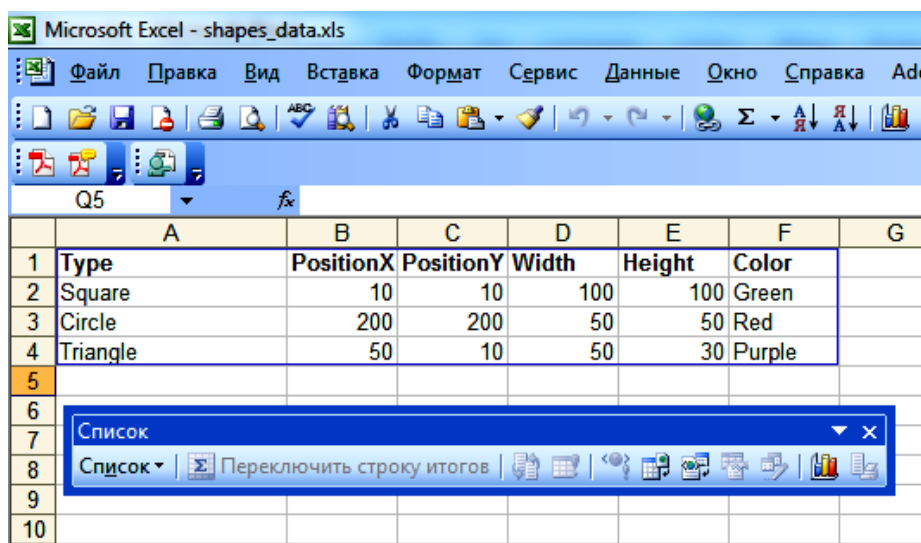 Microsoft Excel - shapes_data.xls
Файл Правка Вид Вставка Формат Сервис Данные Окно Справка
ABC Σ А Я Я А
Q5 fx
A B C D E F G
1 Type PositionX PositionY Width Height Color
2 Square 10 10 100 100 Green
3 Circle 200 200 50 50 Red
4 Triangle 50 10 50 30 Purple
5
6
7 Список
8 Список Σ Переключить строку итогов
9
10